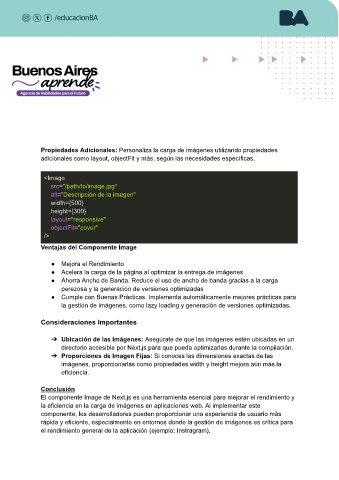 /educacionBA
BA
Buenos Aires
aprende
Agencia de Habilidades para el Futuro
Propiedades Adicionales: Personaliza la carga de imágenes utilizando propiedades
adicionales como layout, objectFit y más, según las necesidades específicas.
<Image
src="/path/to/image.jpg"
alt="Descripción de la imagen"
width={500}
height={300}
layout="responsive"
objectFit="cover"
/>
Ventajas del Componente Image
● Mejora el Rendimiento
● Acelera la carga de la página al optimizar la entrega de imágenes
● Ahorra Ancho de Banda. Reduce el uso de ancho de banda gracias a la carga
perezosa y la generación de versiones optimizadas
● Cumple con Buenas Prácticas. Implementa automáticamente mejores prácticas para
la gestión de imágenes, como lazy loading y generación de versiones optimizadas.
Consideraciones Importantes
➔ Ubicación de las Imágenes: Asegúrate de que las imágenes estén ubicadas en un
directorio accesible por Next.js para que pueda optimizarlas durante la compilación.
➔ Proporciones de Imagen Fijas: Si conoces las dimensiones exactas de las
imágenes, proporcionarlas como propiedades width y height mejora aún más la
eficiencia.
Conclusión
El componente Image de Next.js es una herramienta esencial para mejorar el rendimiento y
la eficiencia en la carga de imágenes en aplicaciones web. Al implementar este
componente, los desarrolladores pueden proporcionar una experiencia de usuario más
rápida y eficiente, especialmente en entornos donde la gestión de imágenes es crítica para
el rendimiento general de la aplicación (ejemplo; Instragram).